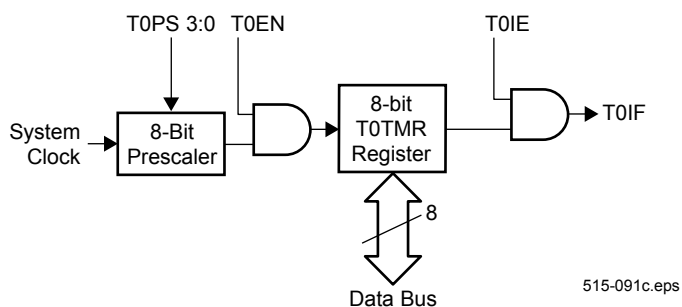 T0PS 3:0 T0EN T0IE
System
Clock
8-Bit
Prescaler
8-bit
T0TMR
Register
T0IF
8
Data Bus
515-091c.eps